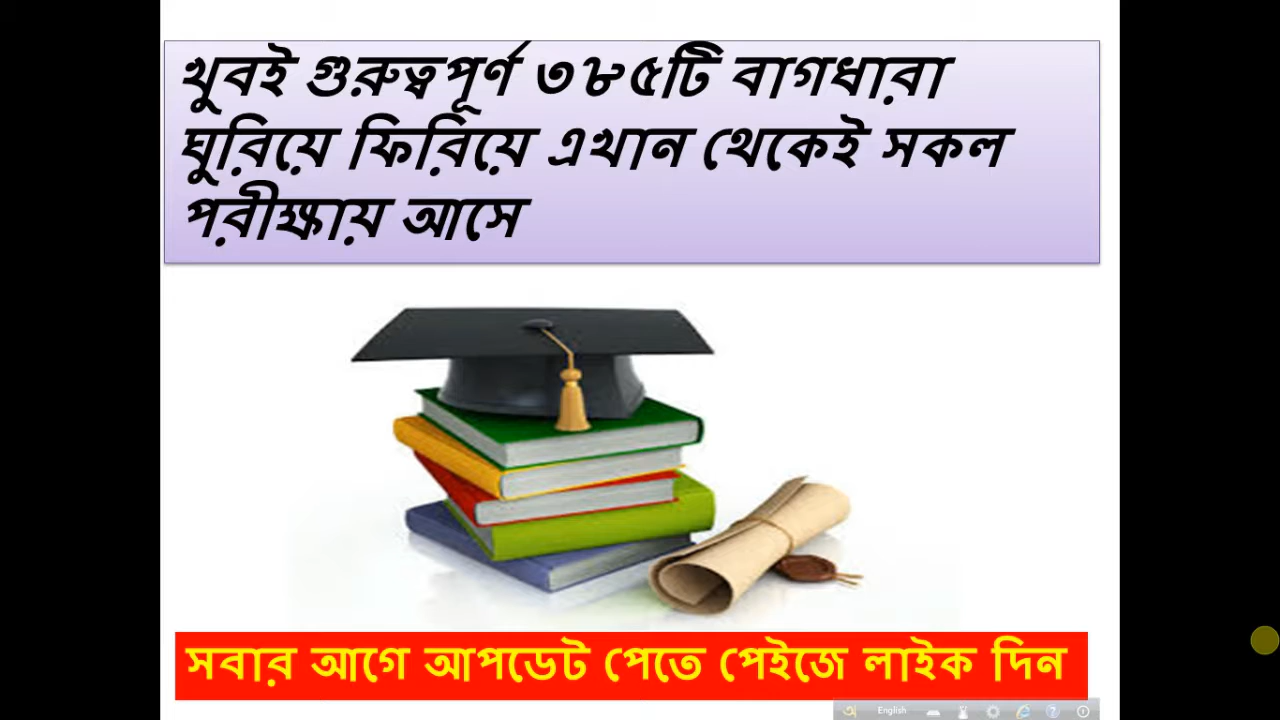 খুবই গুরুত্বপূর্ণ ৩৮৫টি বাগধারা
ঘুরিয়ে ফিরিয়ে এখান থেকেই সকল
পরীক্ষায় আসে
সবার আগে আপডেট পেতে পেইজে লাইক দিন
অ English